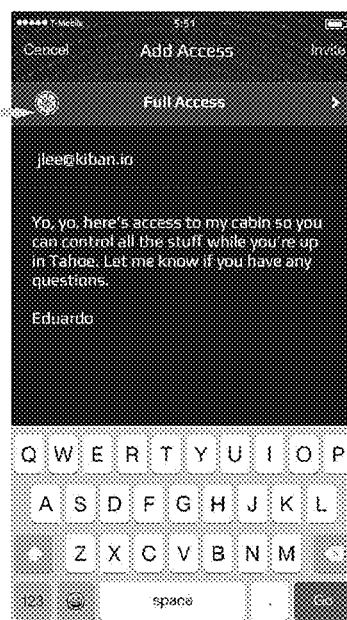 T-Mobile 5:51
Cancel Add Access Invite
Full Access
jlee@kiban.io
Yo, yo, here's access to my cabin so you
can control all the stuff while you're up
in Tahoe. Let me know if you have any
questions.
Eduardo
Q W E R T Y U I O P
A S D F G H J K L
Z X C V B N M
123 space . Go